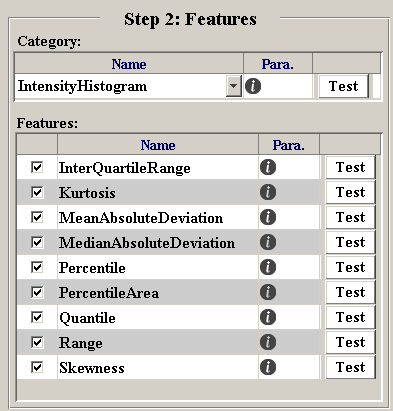 Step 2: Features
Category:
Name Para.
IntensityHistogram Test
Features:
Name Para.
InterQuartileRange Test
Kurtosis Test
MeanAbsoluteDeviation Test
MedianAbsoluteDeviation Test
Percentile Test
PercentileArea Test
Quantile Test
Range Test
Skewness Test